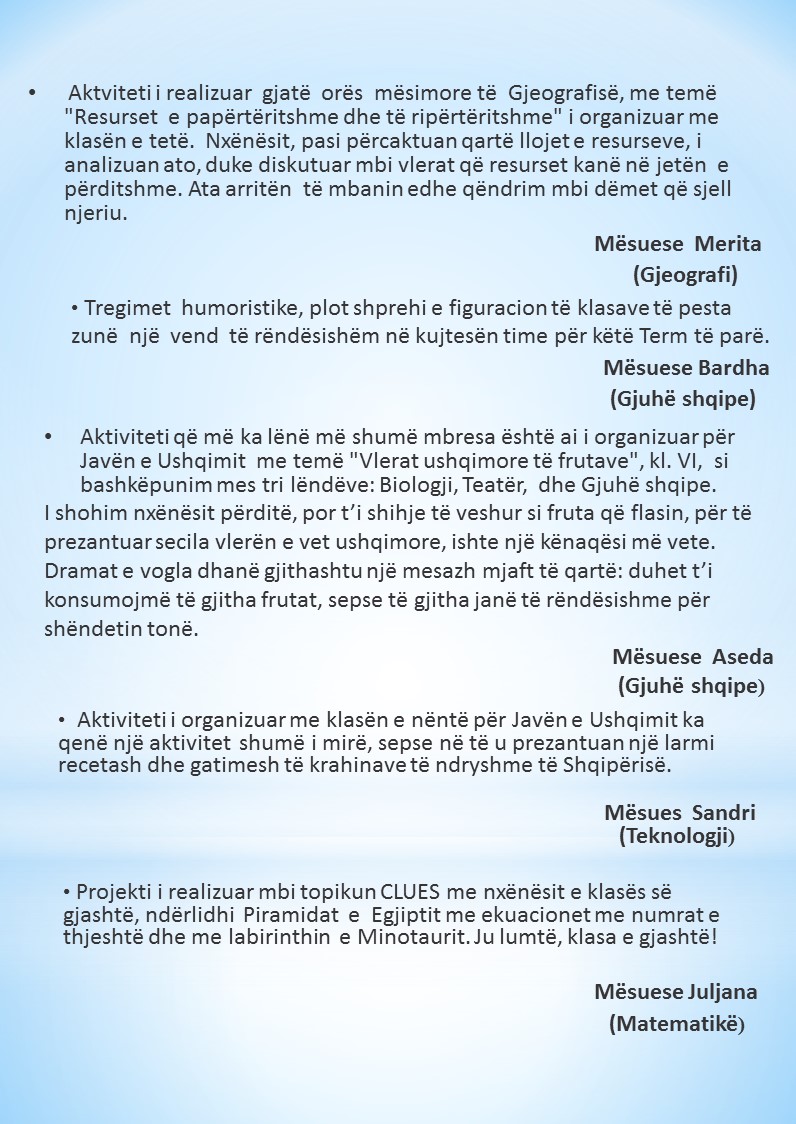 • Aktviteti i realizuar gjatë orës mësimore të Gjeografisë, me temë
"Resurset e papërtëritshme dhe të ripërtëritshme" i organizuar me
klasën e tetë. Nxënësit, pasi përcaktuan qartë llojet e resurseve, i
analizuan ato, duke diskutuar mbi vlerat që resurset kanë në jetën e
përditshme. Ata arritën të mbanin edhe qëndrim mbi dëmet që sjell
njeriu.
Mësuese Merita
(Gjeografi)
• Tregimet humoristike, plot shprehi e figuracion të klasave të pesta
zunë një vend të rëndësishëm në kujtesën time për këtë Term të parë.
Mësuese Bardha
(Gjuhë shqipe)
• Aktiviteti që më ka lënë më shumë mbresa është ai i organizuar për
Javën e Ushqimit me temë "Vlerat ushqimore të frutave", kl. VI, si
bashkëpunim mes tri lëndëve: Biologji, Teatër, dhe Gjuhë shqipe.
I shohim nxënësit përditë, por t’i shihje të veshur si fruta që flasin, për të
prezantuar secila vlerën e vet ushqimore, ishte një kënaqësi më vete.
Dramat e vogla dhanë gjithashtu një mesazh mjaft të qartë: duhet t’i
konsumojmë të gjitha frutat, sepse të gjitha janë të rëndësishme për
shëndetin tonë.
Mësuese Aseda
(Gjuhë shqipe)
• Aktiviteti i organizuar me klasën e nëntë për Javën e Ushqimit ka
qenë një aktivitet shumë i mirë, sepse në të u prezantuan një larmi
recetash dhe gatimesh të krahinave të ndryshme të Shqipërisë.
Mësues Sandri
(Teknologji)
• Projekti i realizuar mbi topikun CLUES me nxënësit e klasës së
gjashtë, ndërlidhi Piramidat e Egjiptit me ekuacionet me numrat e
thjeshtë dhe me labirinthin e Minotaurit. Ju lumtë, klasa e gjashtë!
Mësuese Juljana
(Matematikë)